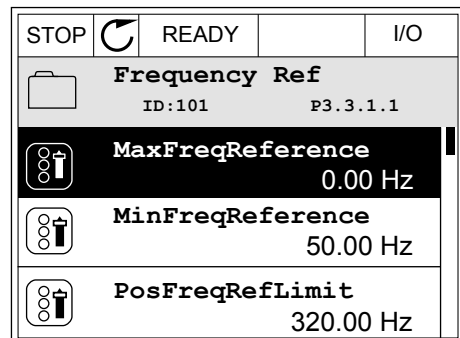 STOP READY I/O
Frequency Ref
ID:101 P3.3.1.1
MaxFreqReference
0.00 Hz
MinFreqReference
50.00 Hz
PosFreqRefLimit
320.00 Hz